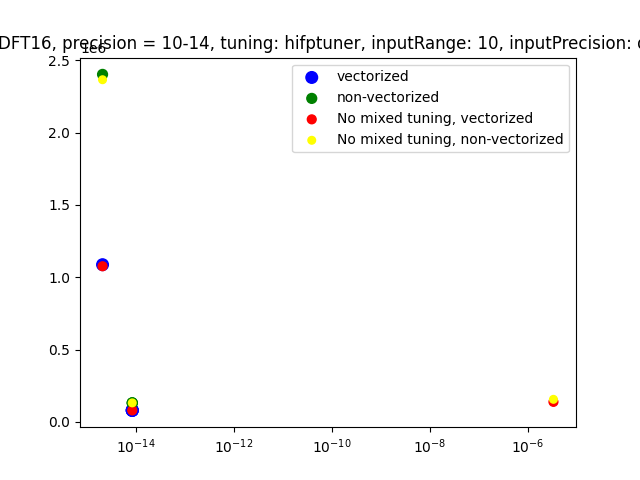 DFT16, precision = 10-14, tuning: hifptuner, inputRange: 10, inputPrecision:
1e6
2.5
2.0
1.5
1.0
0.5
0.0
vectorized
non-vectorized
No mixed tuning, vectorized
No mixed tuning, non-vectorized
10⁻¹⁴ 10⁻¹² 10⁻¹⁰ 10⁻⁸ 10⁻⁶